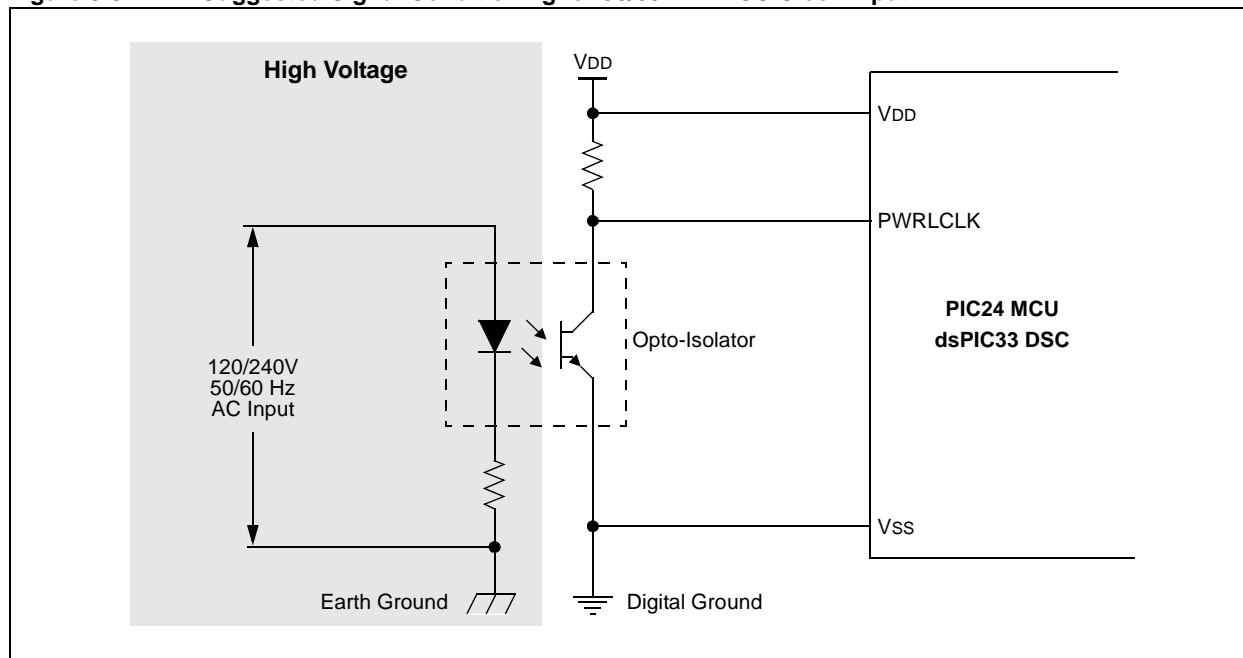 High Voltage
VDD
VDD
PWRLCLK
PIC24 MCU
dsPIC33 DSC
Opto-Isolator
120/240V
50/60 Hz
AC Input
VSS
Earth Ground
Digital Ground